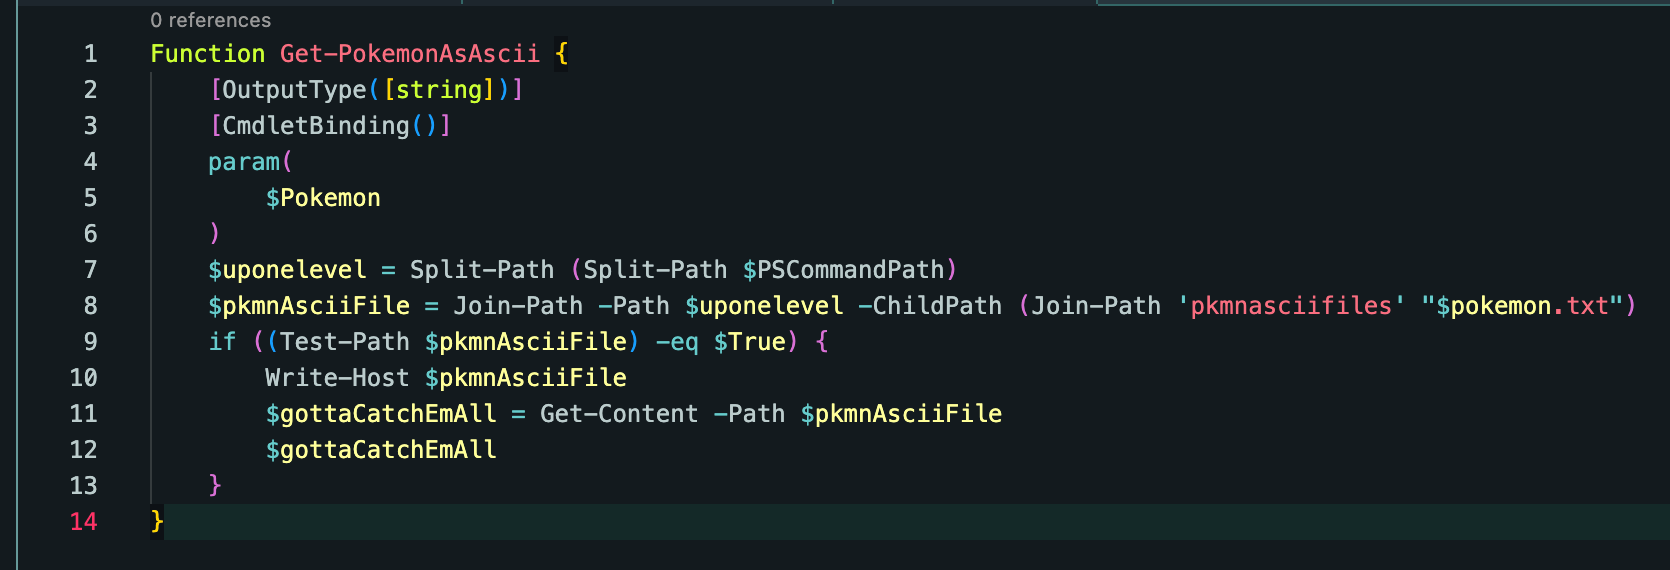 0 references
1 Function Get-PokemonAsAscii {
2     [OutputType([string])]
3     [CmdletBinding()]
4     param(
5         $Pokemon
6     )
7     $uponelevel = Split-Path (Split-Path $PSCommandPath)
8     $pkmnAsciiFile = Join-Path -Path $uponelevel -ChildPath (Join-Path 'pkmnasciifiles' "$pokemon.txt")
9     if ((Test-Path $pkmnAsciiFile) -eq $True) {
10         Write-Host $pkmnAsciiFile
11         $gottaCatchEmAll = Get-Content -Path $pkmnAsciiFile
12         $gottaCatchEmAll
13     }
14 }